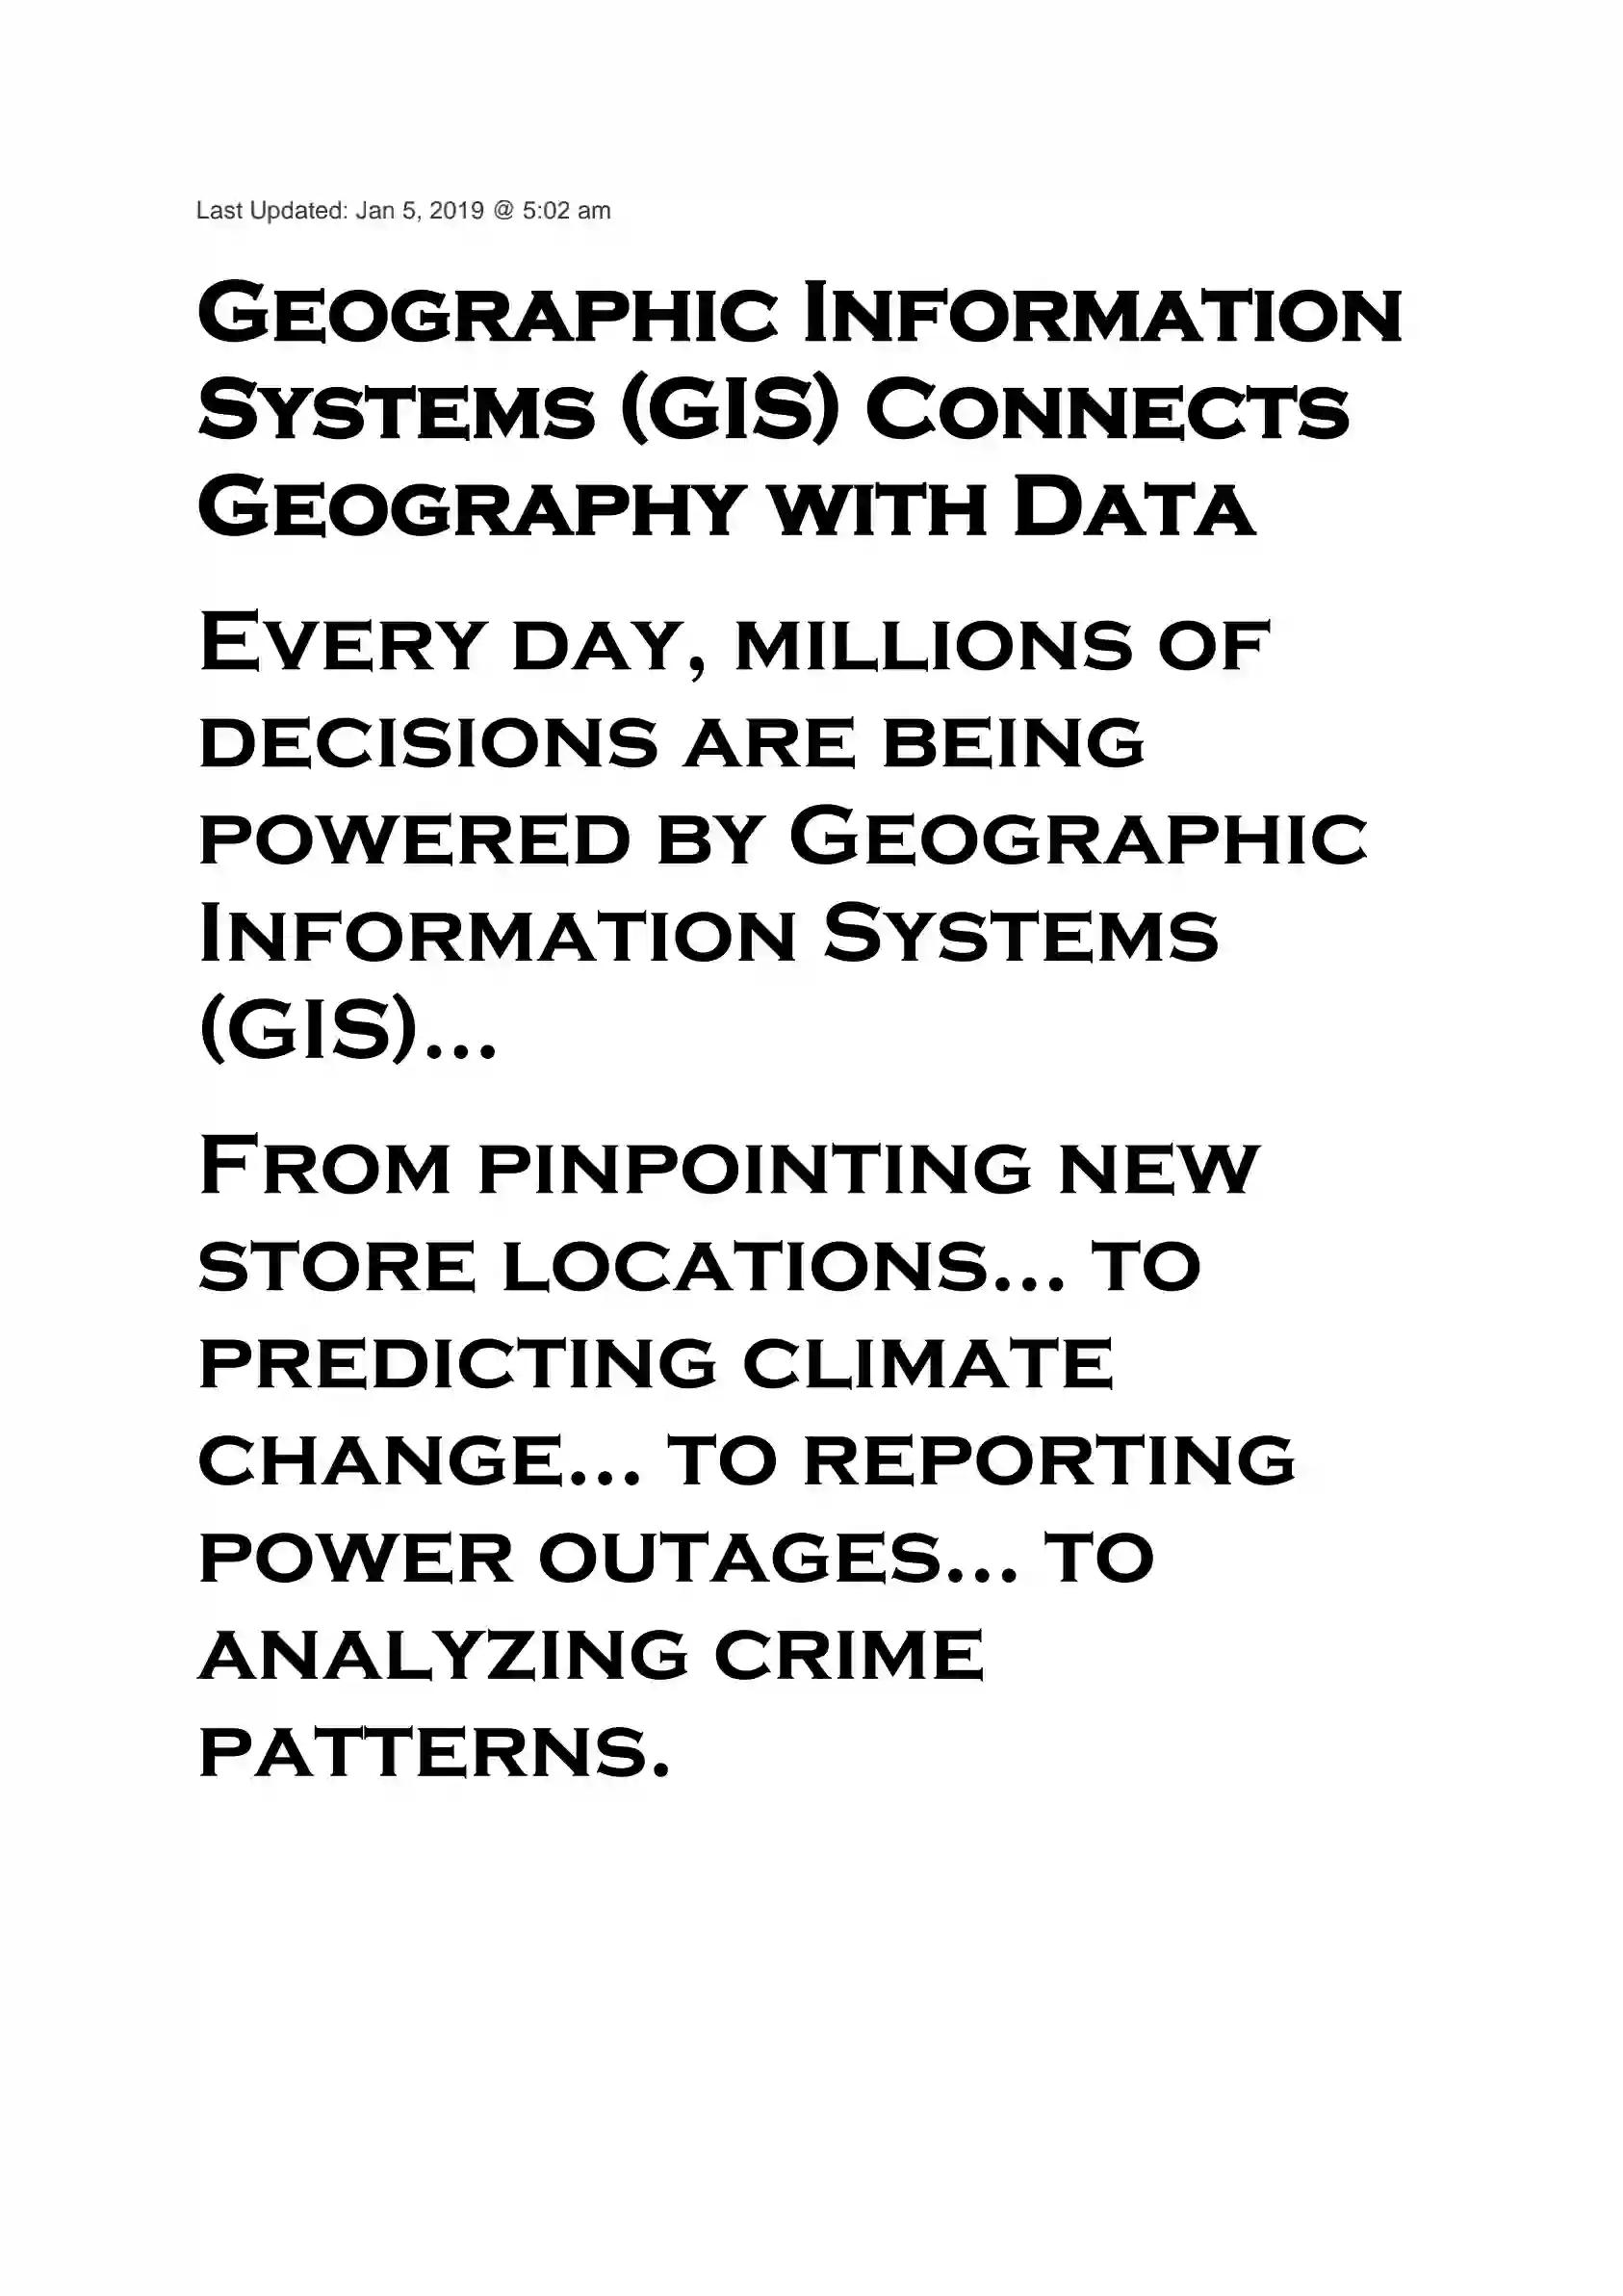 Last Updated: Jan 5, 2019 @ 5:02 am
Geographic Information
Systems (GIS) Connects
Geography with Data
Every day, millions of
decisions are being
powered by Geographic
Information Systems
(GIS)…
From pinpointing new
store locations… to
predicting climate
change… to reporting
power outages… to
analyzing crime
patterns.